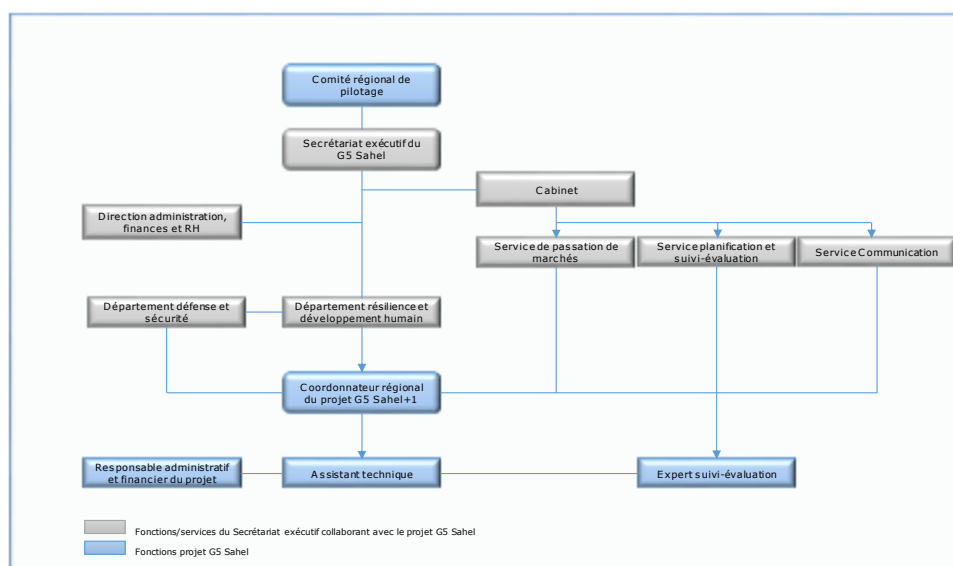 Comité régional de
pilotage
Secrétariat exécutif du
G5 Sahel
Cabinet
Direction administration,
finances et RH
Service de passation de
marchés
Service planification et
suivi-évaluation
Service Communication
Département défense et
sécurité
Département résilience et
développement humain
Coordonnateur régional
du projet G5 Sahel+1
Responsable administratif
et financier du projet
Assistant technique
Expert suivi-évaluation
Fonctions/services du Secrétariat exécutif collaborant avec le projet G5 Sahel
Fonctions projet G5 Sahel